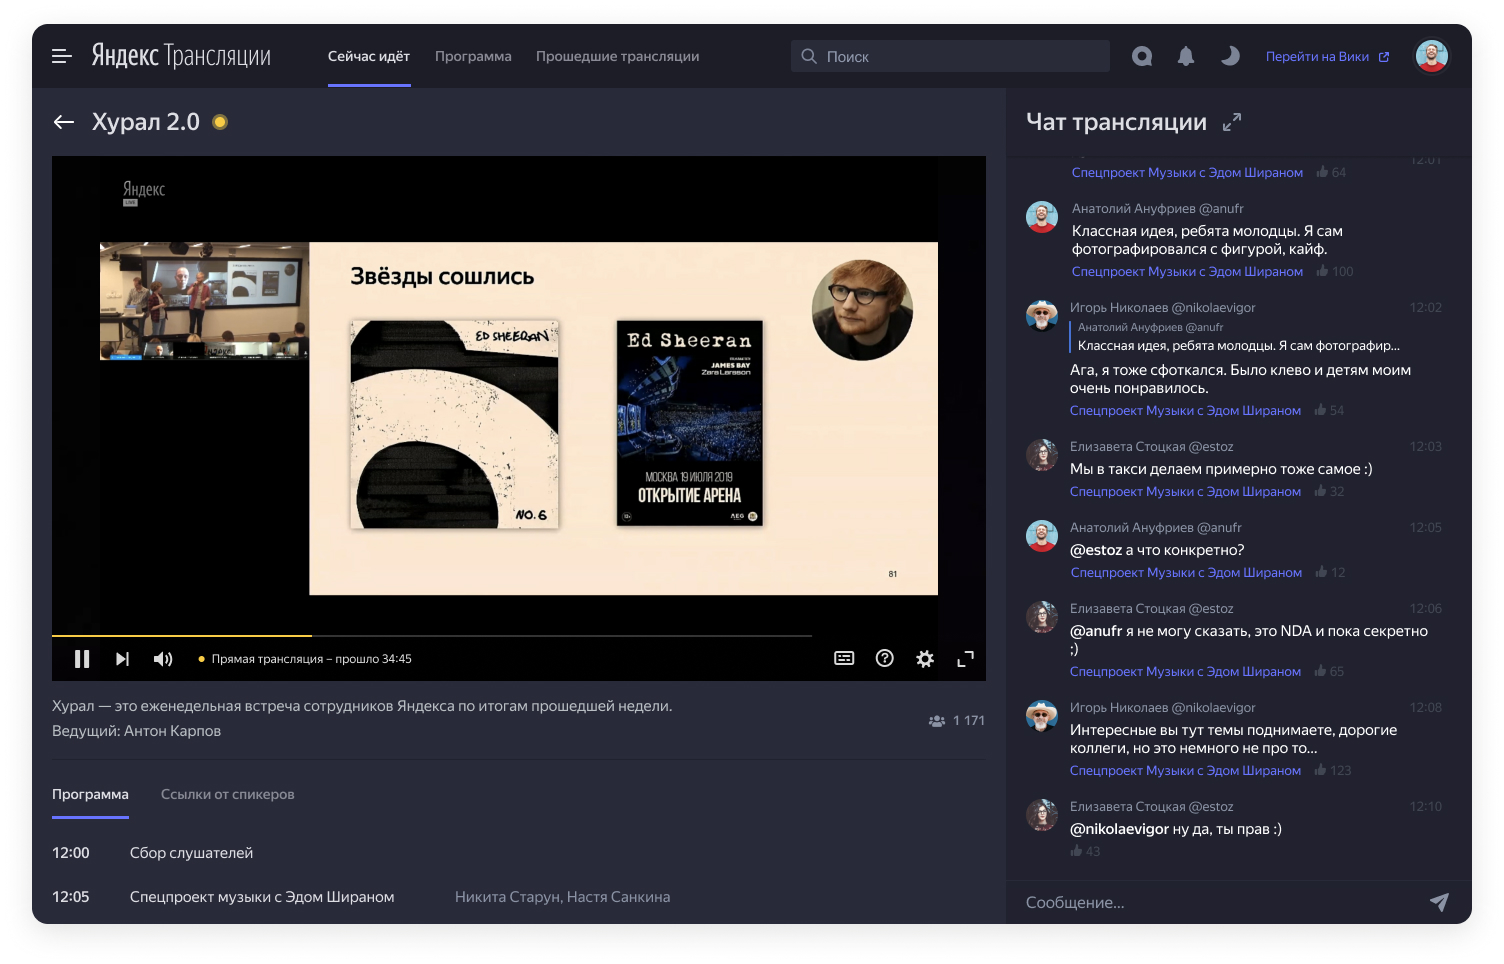 Яндекс Трансляции
Сейчас идёт
Программа
Прошедшие трансляции
Поиск
Перейти на Вики
Хурал 2.0
Яндекс
LIVE
Звёзды сошлись
ED SHEERAN
NO.6
Ed Sheeran
JAMES BAY
Zara Larsson
МОСКВА 19 ИЮЛЯ 2019
ОТКРЫТИЕ АРЕНА
AEG
81
Прямая трансляция – прошло 34:45
Хурал — это еженедельная встреча сотрудников Яндекса по итогам прошедшей недели.
Ведущий: Антон Карпов
1 171
Программа
Ссылки от спикеров
12:00 Сбор слушателей
12:05 Спецпроект музыки с Эдом Шираном Никита Старун, Настя Санкина
Чат трансляции
12:01
Спецпроект Музыки с Эдом Шираном 64
Анатолий Ануфриев @anufr
Классная идея, ребята молодцы. Я сам
фотографировался с фигурой, кайф.
Спецпроект Музыки с Эдом Шираном 100
Игорь Николаев @nikolaevigor 12:02
Анатолий Ануфриев @anufr
Классная идея, ребята молодцы. Я сам фотографир...
Ага, я тоже сфоткался. Было клево и детям моим
очень понравилось.
Спецпроект Музыки с Эдом Шираном 54
Елизавета Стоцкая @estoz 12:03
Мы в такси делаем примерно тоже самое :)
Спецпроект Музыки с Эдом Шираном 32
Анатолий Ануфриев @anufr 12:05
@estoz а что конкретно?
Спецпроект Музыки с Эдом Шираном 12
Елизавета Стоцкая @estoz 12:06
@anufr я не могу сказать, это NDA и пока секретно
;)
Спецпроект Музыки с Эдом Шираном 65
Игорь Николаев @nikolaevigor 12:08
Интересные вы тут темы поднимаете, дорогие
коллеги, но это немного не про то...
Спецпроект Музыки с Эдом Шираном 123
Елизавета Стоцкая @estoz 12:10
@nikolaevigor ну да, ты прав :)
43
Сообщение...